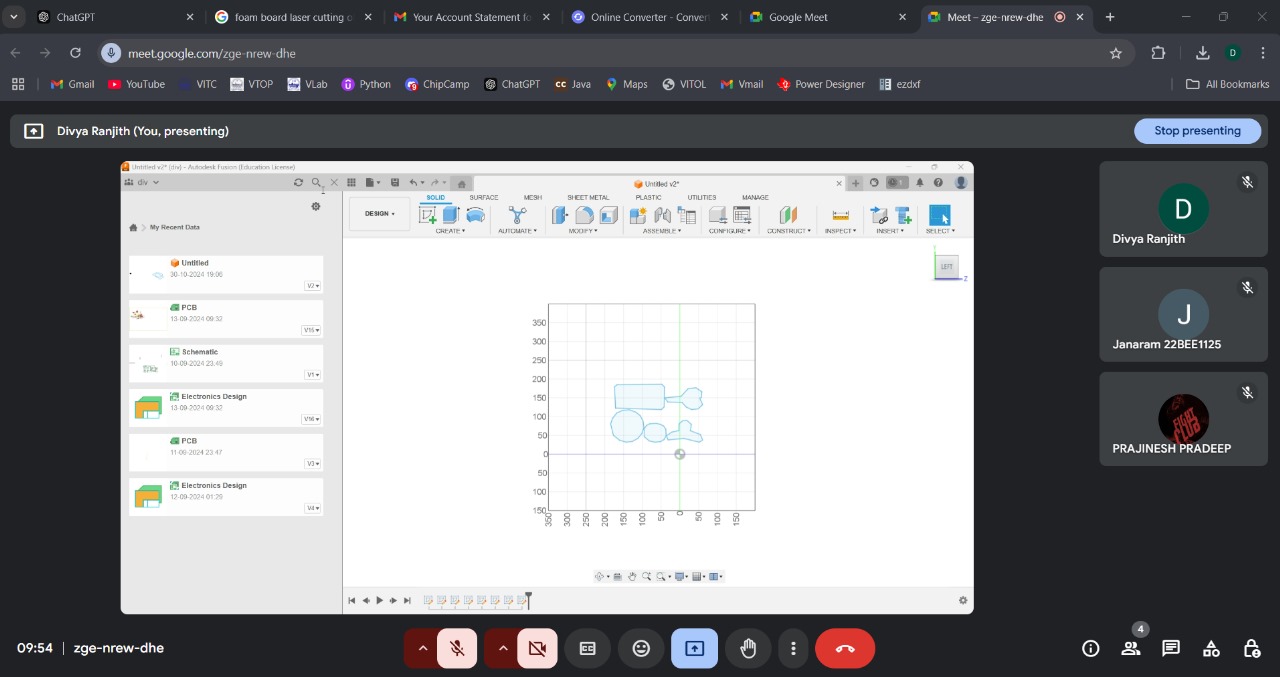 ChatGPT
foam board laser cutting o
Your Account Statement fo
Online Converter - Conver
Google Meet
Meet – zge-nrew-dhe
meet.google.com/zge-nrew-dhe
D
Gmail
YouTube
VITC
VTOP
VLab
Python
ChipCamp
ChatGPT
cc Java
Maps
VITOL
Vmail
Power Designer
ezdxf
All Bookmarks
Divya Ranjith (You, presenting)
Stop presenting
Untitled v2* (div) - Autodesk Fusion (Education License)
div
Untitled v2*
My Recent Data
Untitled
30-10-2024 19:06
V2
PCB
13-09-2024 09:32
V15
Schematic
10-09-2024 23:49
V1
Electronics Design
13-09-2024 09:32
V16
PCB
11-09-2024 23:47
V3
Electronics Design
12-09-2024 01:29
V4
DESIGN
SOLID
SURFACE
MESH
SHEET METAL
PLASTIC
UTILITIES
MANAGE
CREATE
AUTOMATE
MODIFY
ASSEMBLE
CONFIGURE
CONSTRUCT
INSPECT
INSERT
SELECT
LEFT
Z
350
300
250
200
150
100
50
0
50
100
150
350
300
250
200
150
100
50
0
50
100
150
D
Divya Ranjith
J
Janaram 22BEE1125
FIGHT
CLUB
PRAJINESH PRADEEP
09:54 | zge-nrew-dhe
4